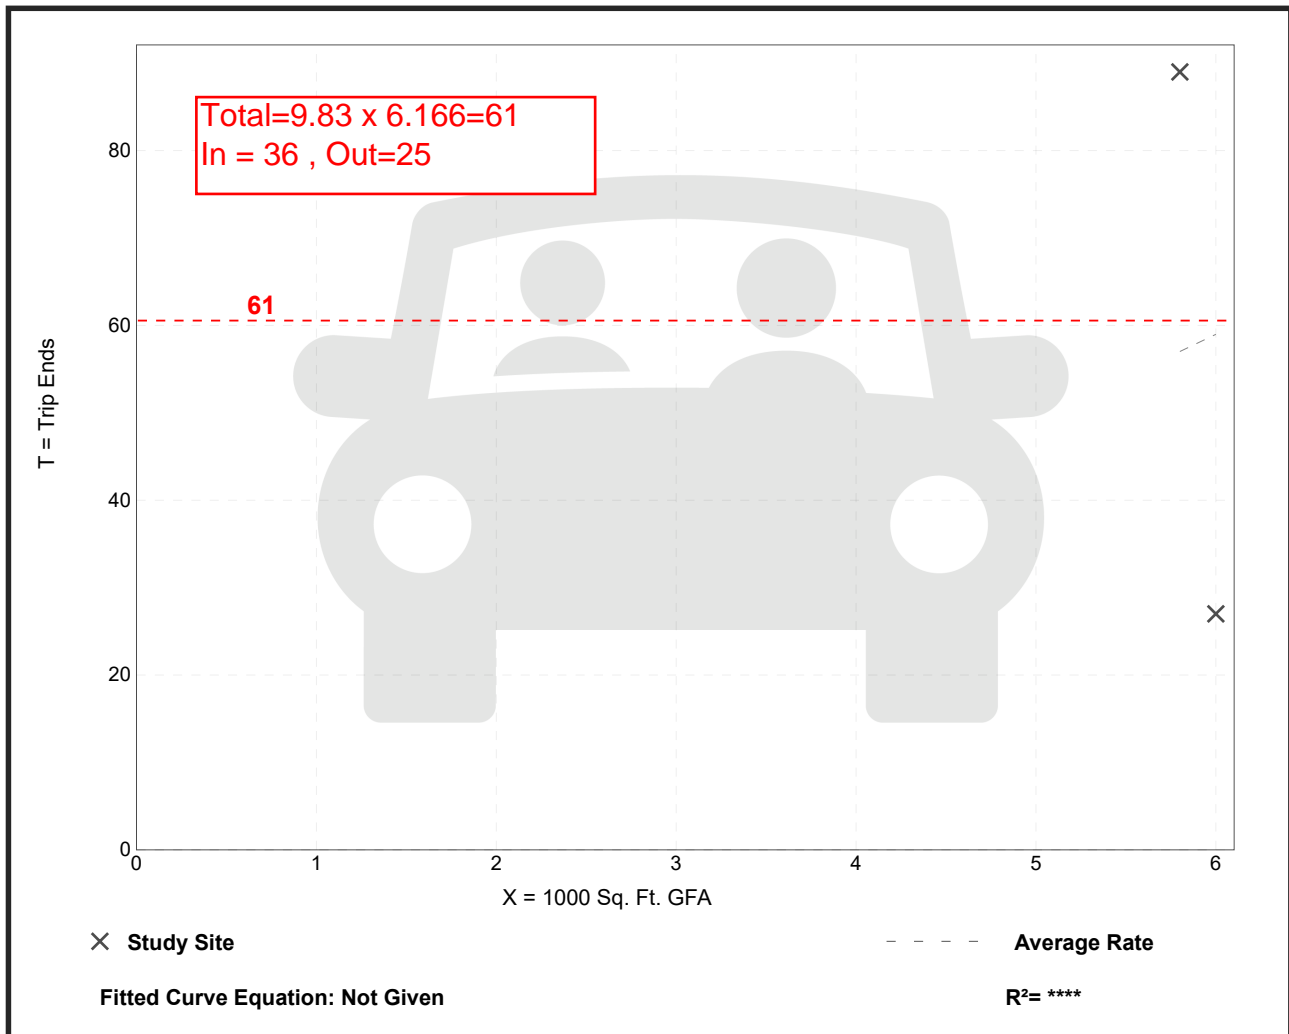 Total=9.83 x 6.166=61
In = 36 , Out=25
80
61
60
T = Trip Ends
40
20
0
0 1 2 3 4 5 6
X = 1000 Sq. Ft. GFA
Study Site
Average Rate
Fitted Curve Equation: Not Given
R²= ****